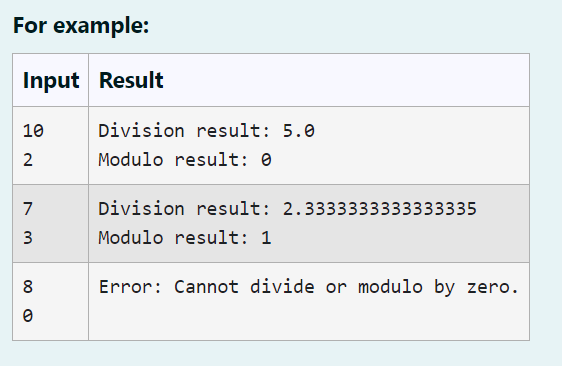 For example:
Input Result
10 Division result: 5.0
2 Modulo result: 0
7 Division result: 2.3333333333333335
3 Modulo result: 1
8 Error: Cannot divide or modulo by zero.
0